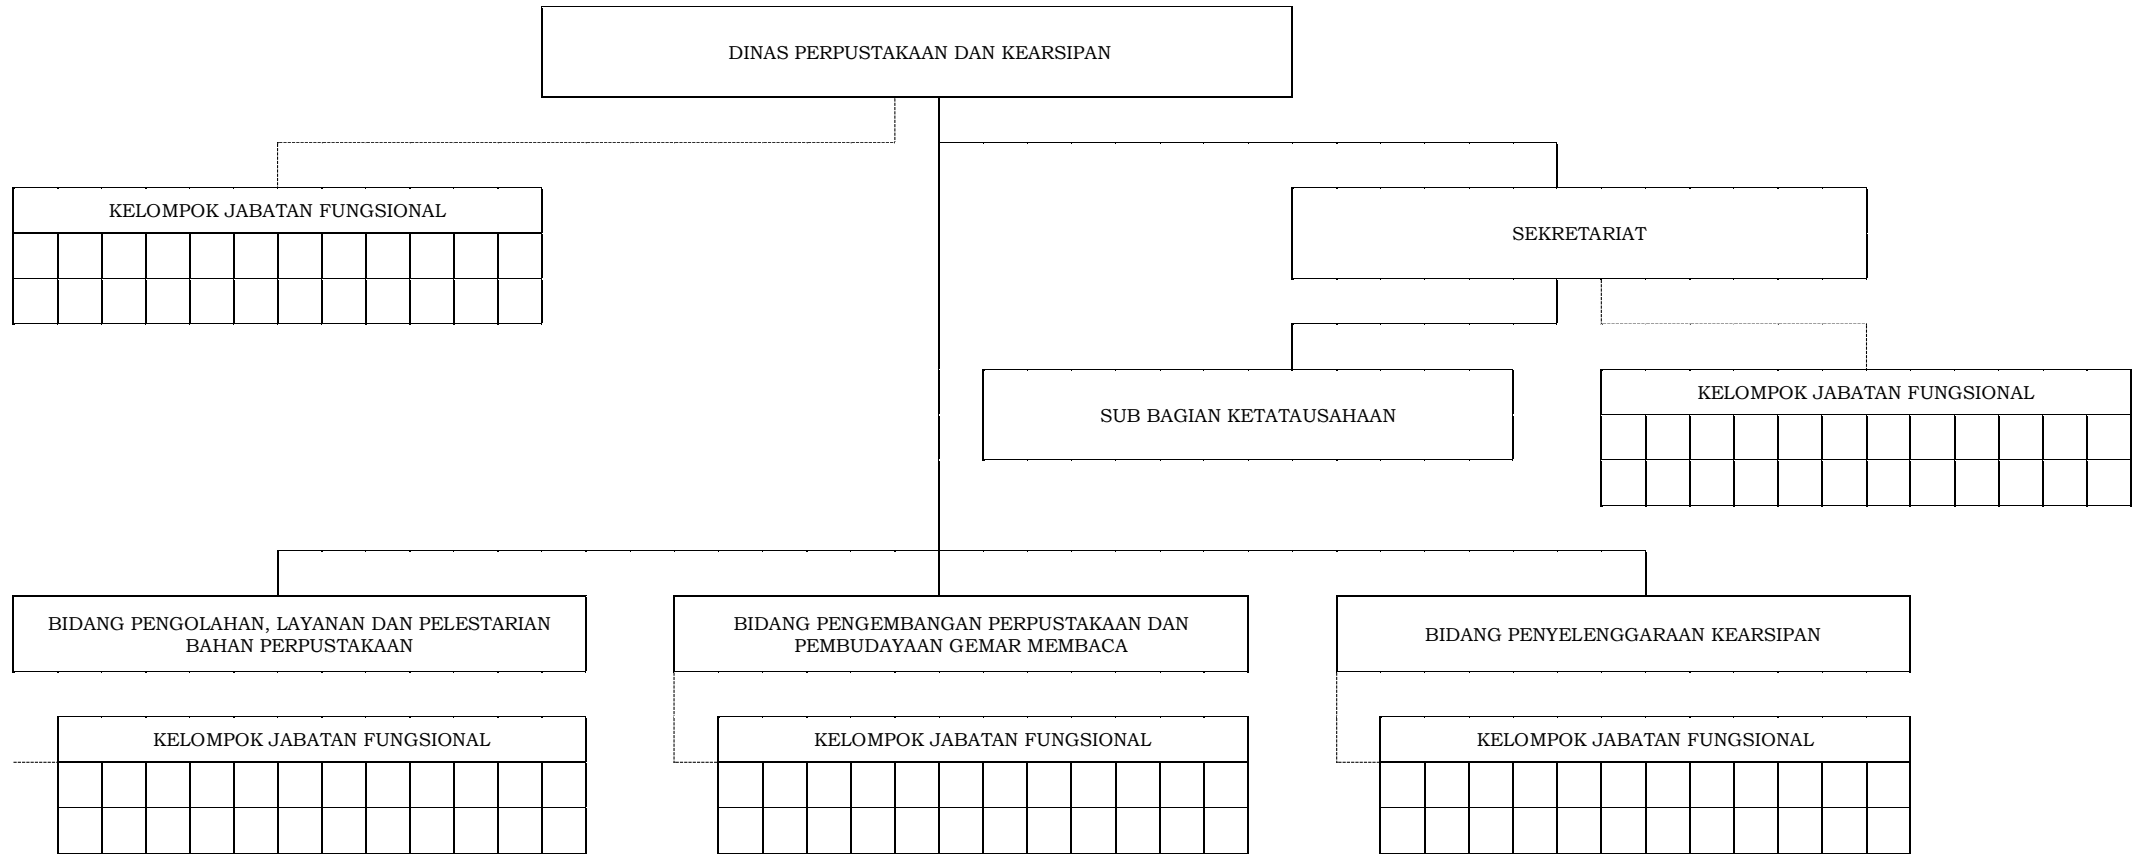 DINAS PERPUSTAKAAN DAN KEARSIPAN
KELOMPOK JABATAN FUNGSIONAL
SEKRETARIAT
SUB BAGIAN KETATAUSAHAAN
KELOMPOK JABATAN FUNGSIONAL
BIDANG PENGOLAHAN, LAYANAN DAN PELESTARIAN
BAHAN PERPUSTAKAAN
BIDANG PENGEMBANGAN PERPUSTAKAAN DAN
PEMBUDAYAAN GEMAR MEMBACA
BIDANG PENYELENGGARAAN KEARSIPAN
KELOMPOK JABATAN FUNGSIONAL
KELOMPOK JABATAN FUNGSIONAL
KELOMPOK JABATAN FUNGSIONAL